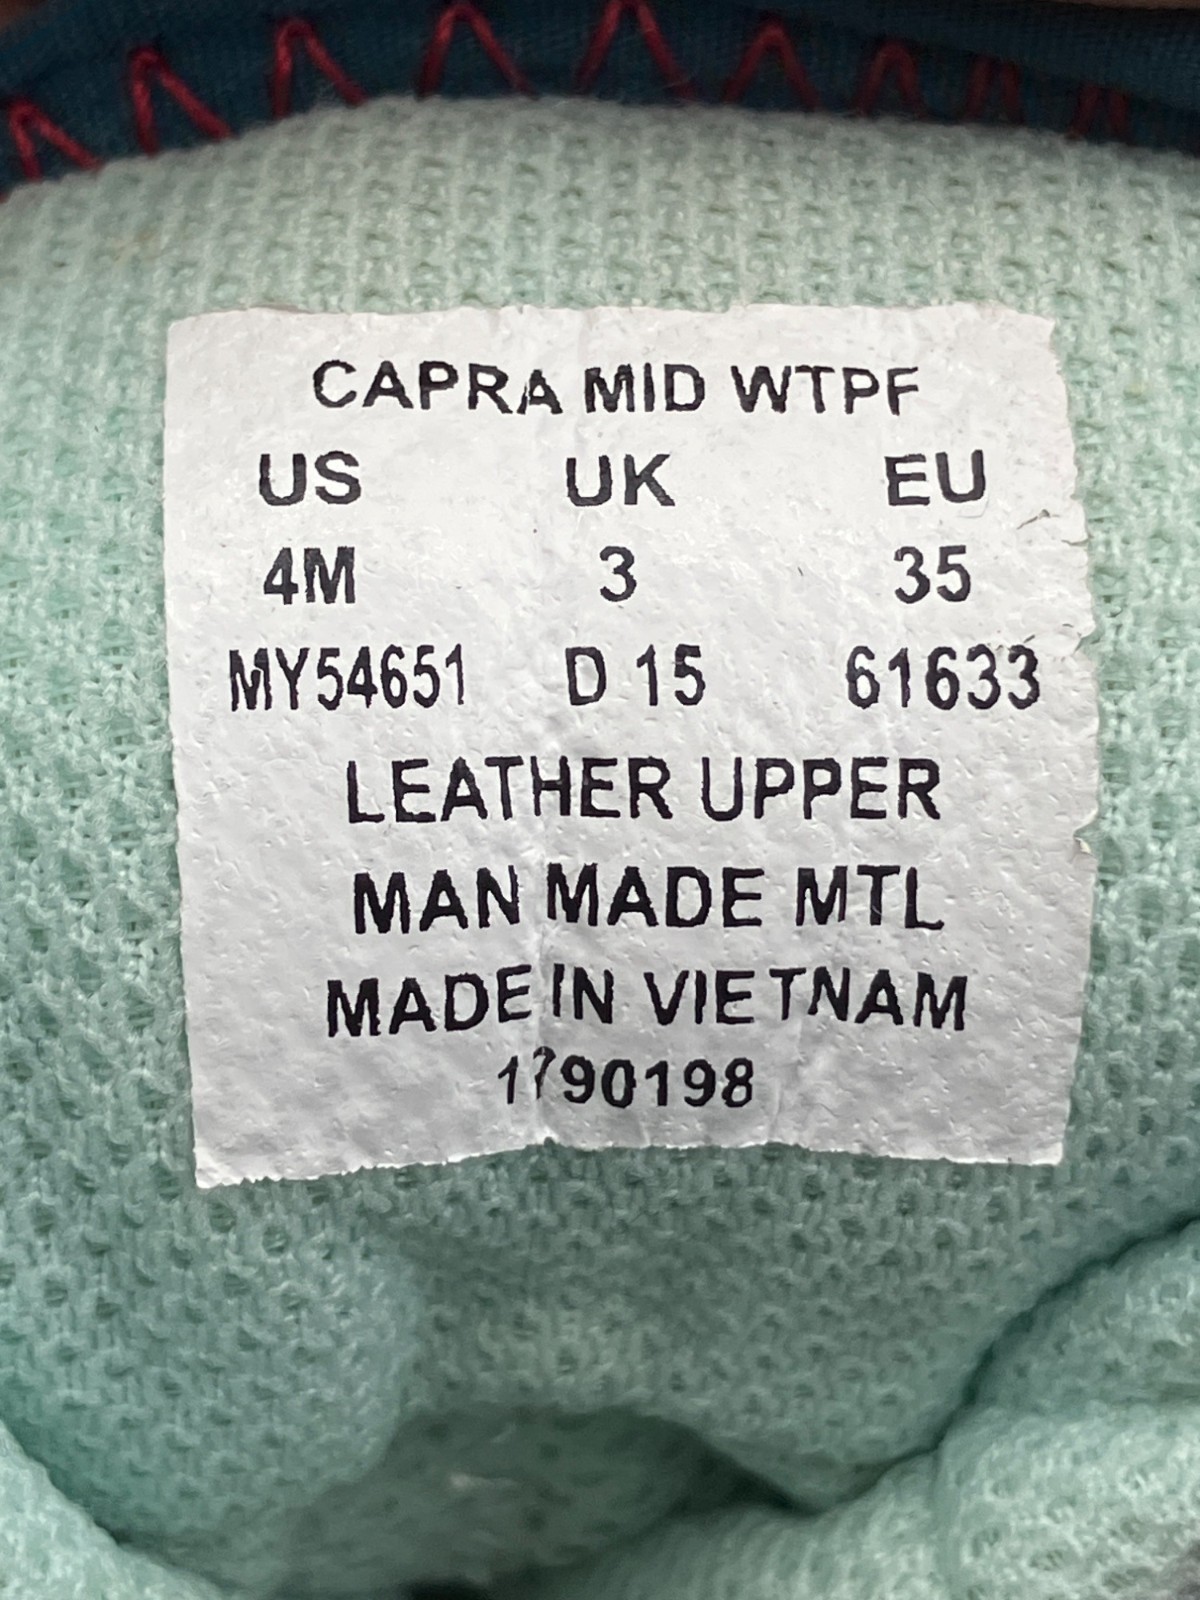 CAPRA MID WTPF
US UK EU
4M 3 35
MY54651 D 15 61633
LEATHER UPPER
MAN MADE MTL
MADE IN VIETNAM
1790198